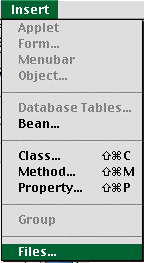 Insert
Applet
Form...
Menubar
Object...
Database Tables...
Bean...
Class... ⇧⌘C
Method... ⇧⌘M
Property... ⇧⌘P
Group
Files...